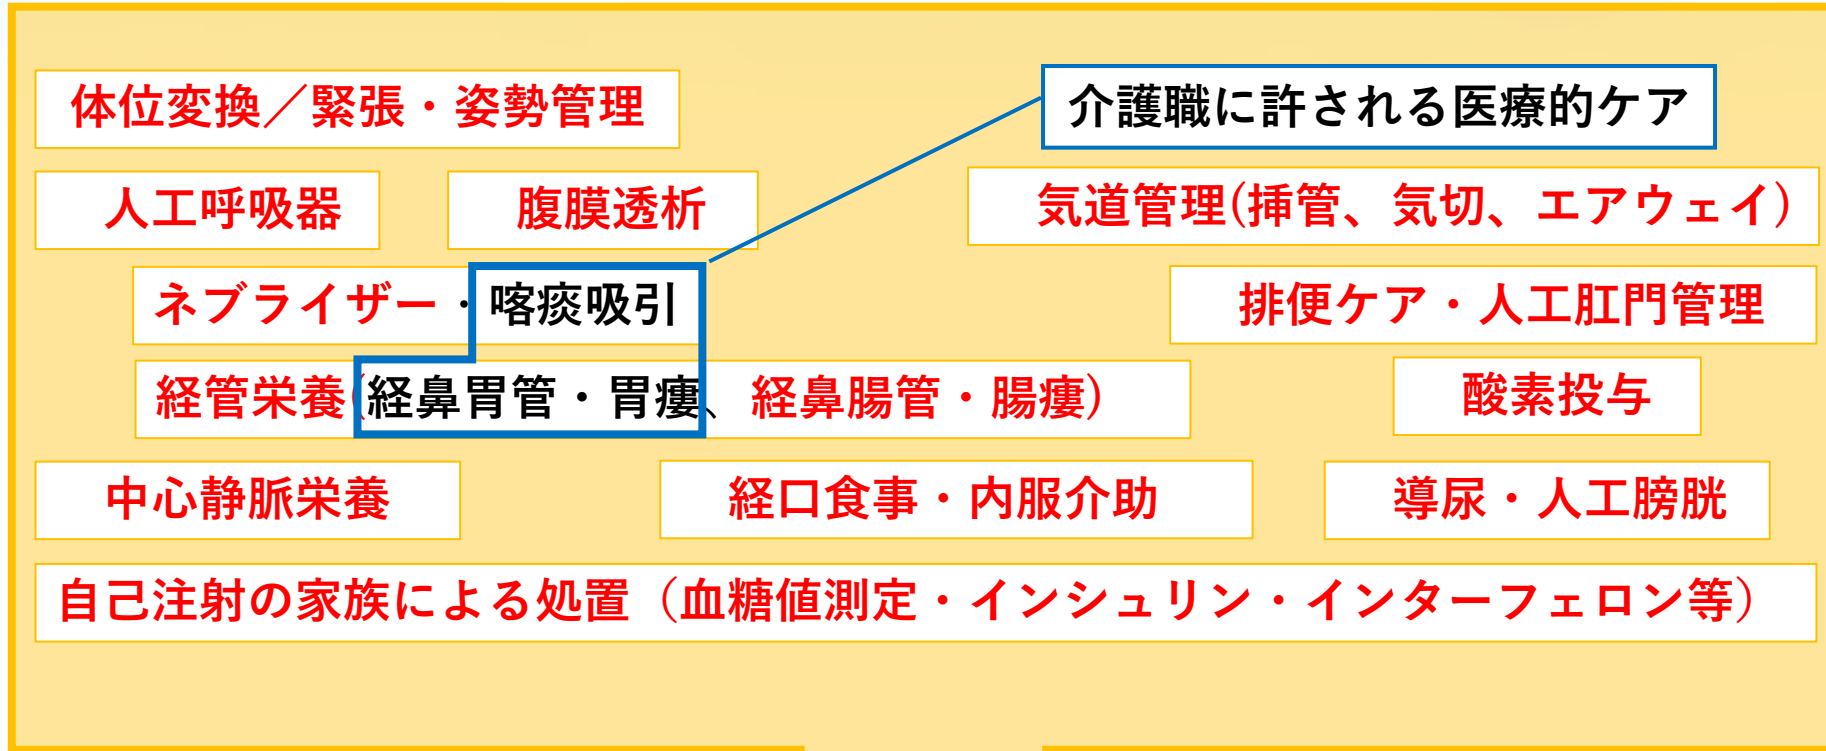 体位変換／緊張・姿勢管理
介護職に許される医療的ケア
人工呼吸器
腹膜透析
気道管理(挿管、気切、エアウェイ)
ネブライザー・喀痰吸引
排便ケア・人工肛門管理
経管栄養(経鼻胃管・胃瘻、経鼻腸管・腸瘻)
酸素投与
中心静脈栄養
経口食事・内服介助
導尿・人工膀胱
自己注射の家族による処置（血糖値測定・インシュリン・インターフェロン等）